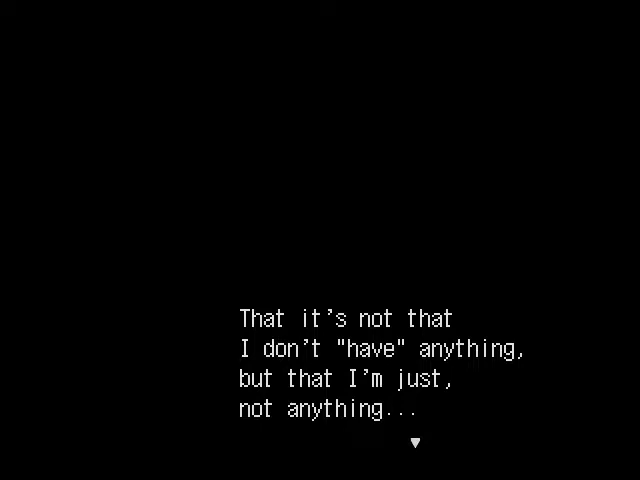 That it's not that
I don't "have" anything,
but that I'm just,
not anything...